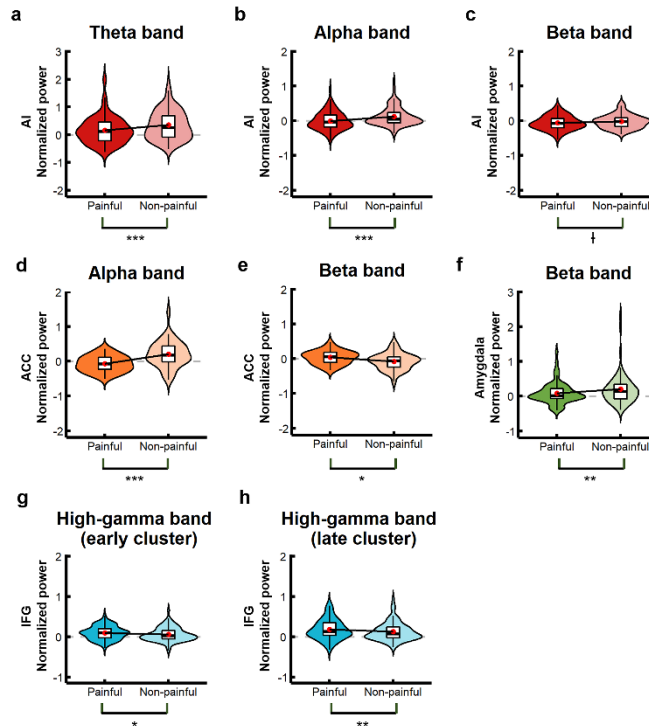 a
Theta band
AI
Normalized power
3
2
1
0
-1
-2
Painful
Non-painful
***
b
Alpha band
AI
Normalized power
2
1
0
-1
-2
Painful
Non-painful
***
c
Beta band
AI
Normalized power
2
1
0
-1
-2
Painful
Non-painful
ƚ
d
Alpha band
ACC
Normalized power
2
1
0
-1
-2
Painful
Non-painful
***
e
Beta band
ACC
Normalized power
2
1
0
-1
-2
Painful
Non-painful
*
f
Beta band
Amygdala
Normalized power
3
2
1
0
-1
Painful
Non-painful
**
g
High-gamma band
(early cluster)
IFG
Normalized power
2
1
0
-1
Painful
Non-painful
*
h
High-gamma band
(late cluster)
IFG
Normalized power
2
1
0
-1
Painful
Non-painful
**